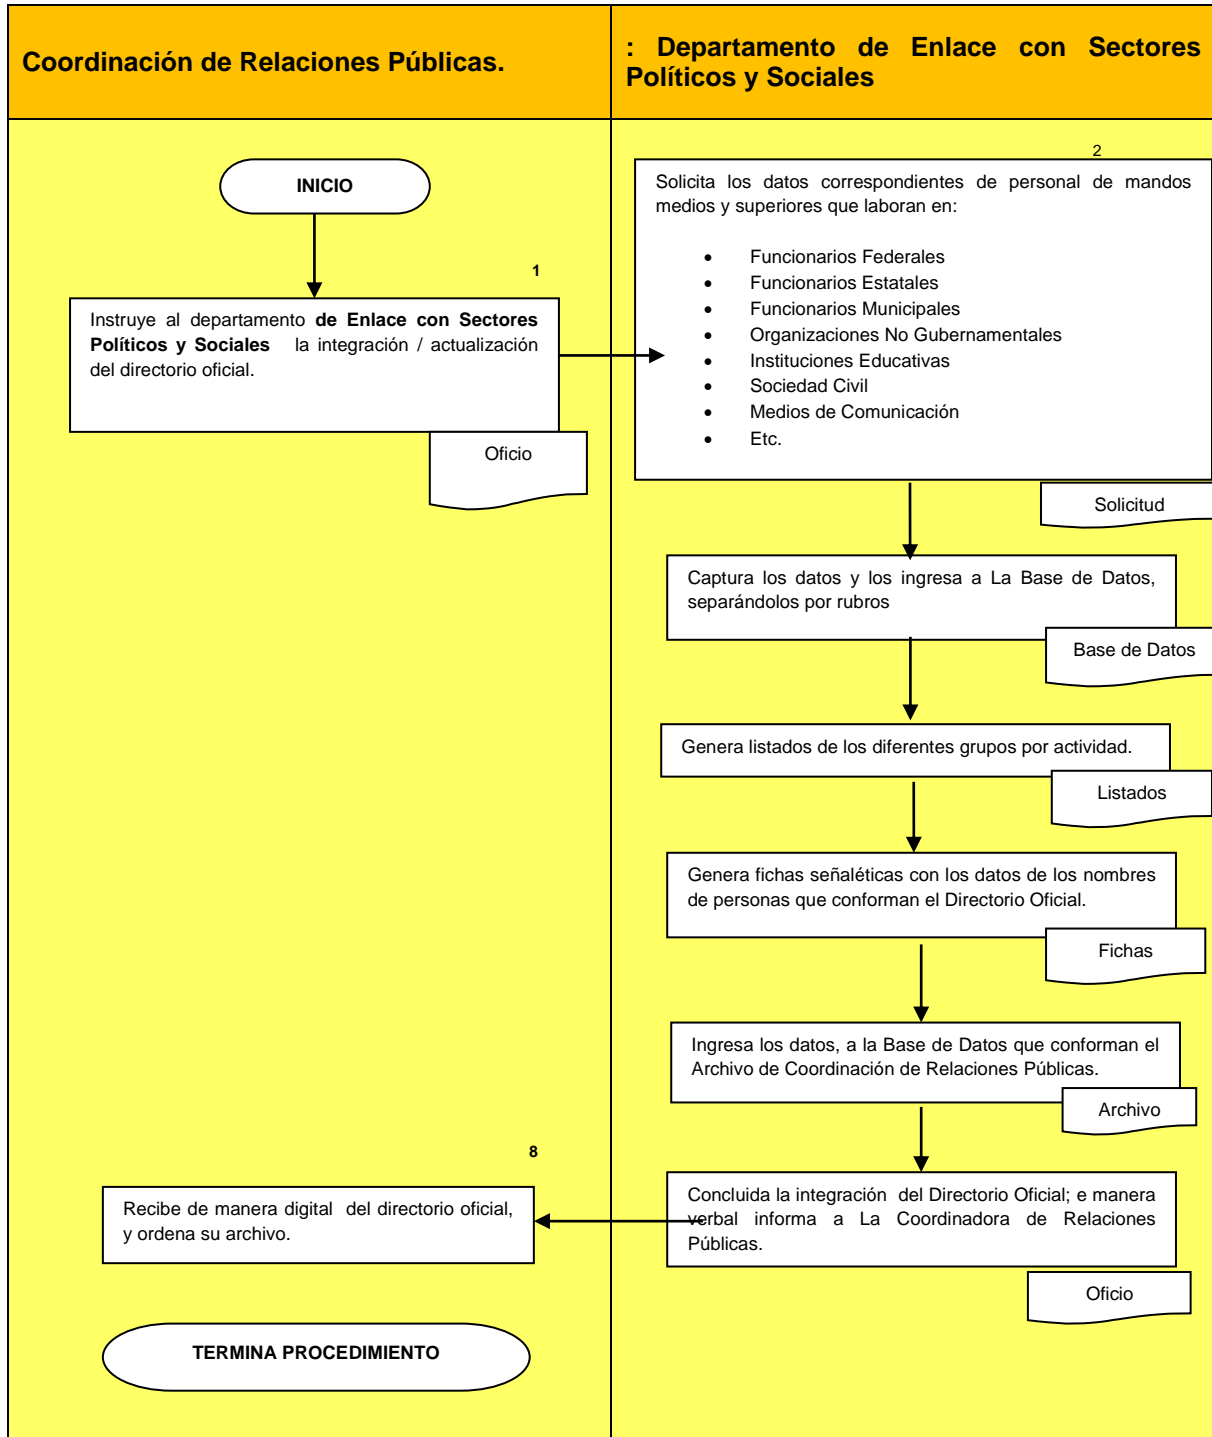 Coordinación de Relaciones Públicas.
: Departamento de Enlace con Sectores
Políticos y Sociales
INICIO
1
Instruye al departamento de Enlace con Sectores
Políticos y Sociales la integración / actualización
del directorio oficial.
Oficio
2
Solicita los datos correspondientes de personal de mandos
medios y superiores que laboran en:
• Funcionarios Federales
• Funcionarios Estatales
• Funcionarios Municipales
• Organizaciones No Gubernamentales
• Instituciones Educativas
• Sociedad Civil
• Medios de Comunicación
• Etc.
Solicitud
Captura los datos y los ingresa a La Base de Datos,
separándolos por rubros
Base de Datos
Genera listados de los diferentes grupos por actividad.
Listados
Genera fichas señaléticas con los datos de los nombres
de personas que conforman el Directorio Oficial.
Fichas
Ingresa los datos, a la Base de Datos que conforman el
Archivo de Coordinación de Relaciones Públicas.
Archivo
Concluida la integración del Directorio Oficial; e manera
verbal informa a La Coordinadora de Relaciones
Públicas.
Oficio
8
Recibe de manera digital del directorio oficial,
y ordena su archivo.
TERMINA PROCEDIMIENTO